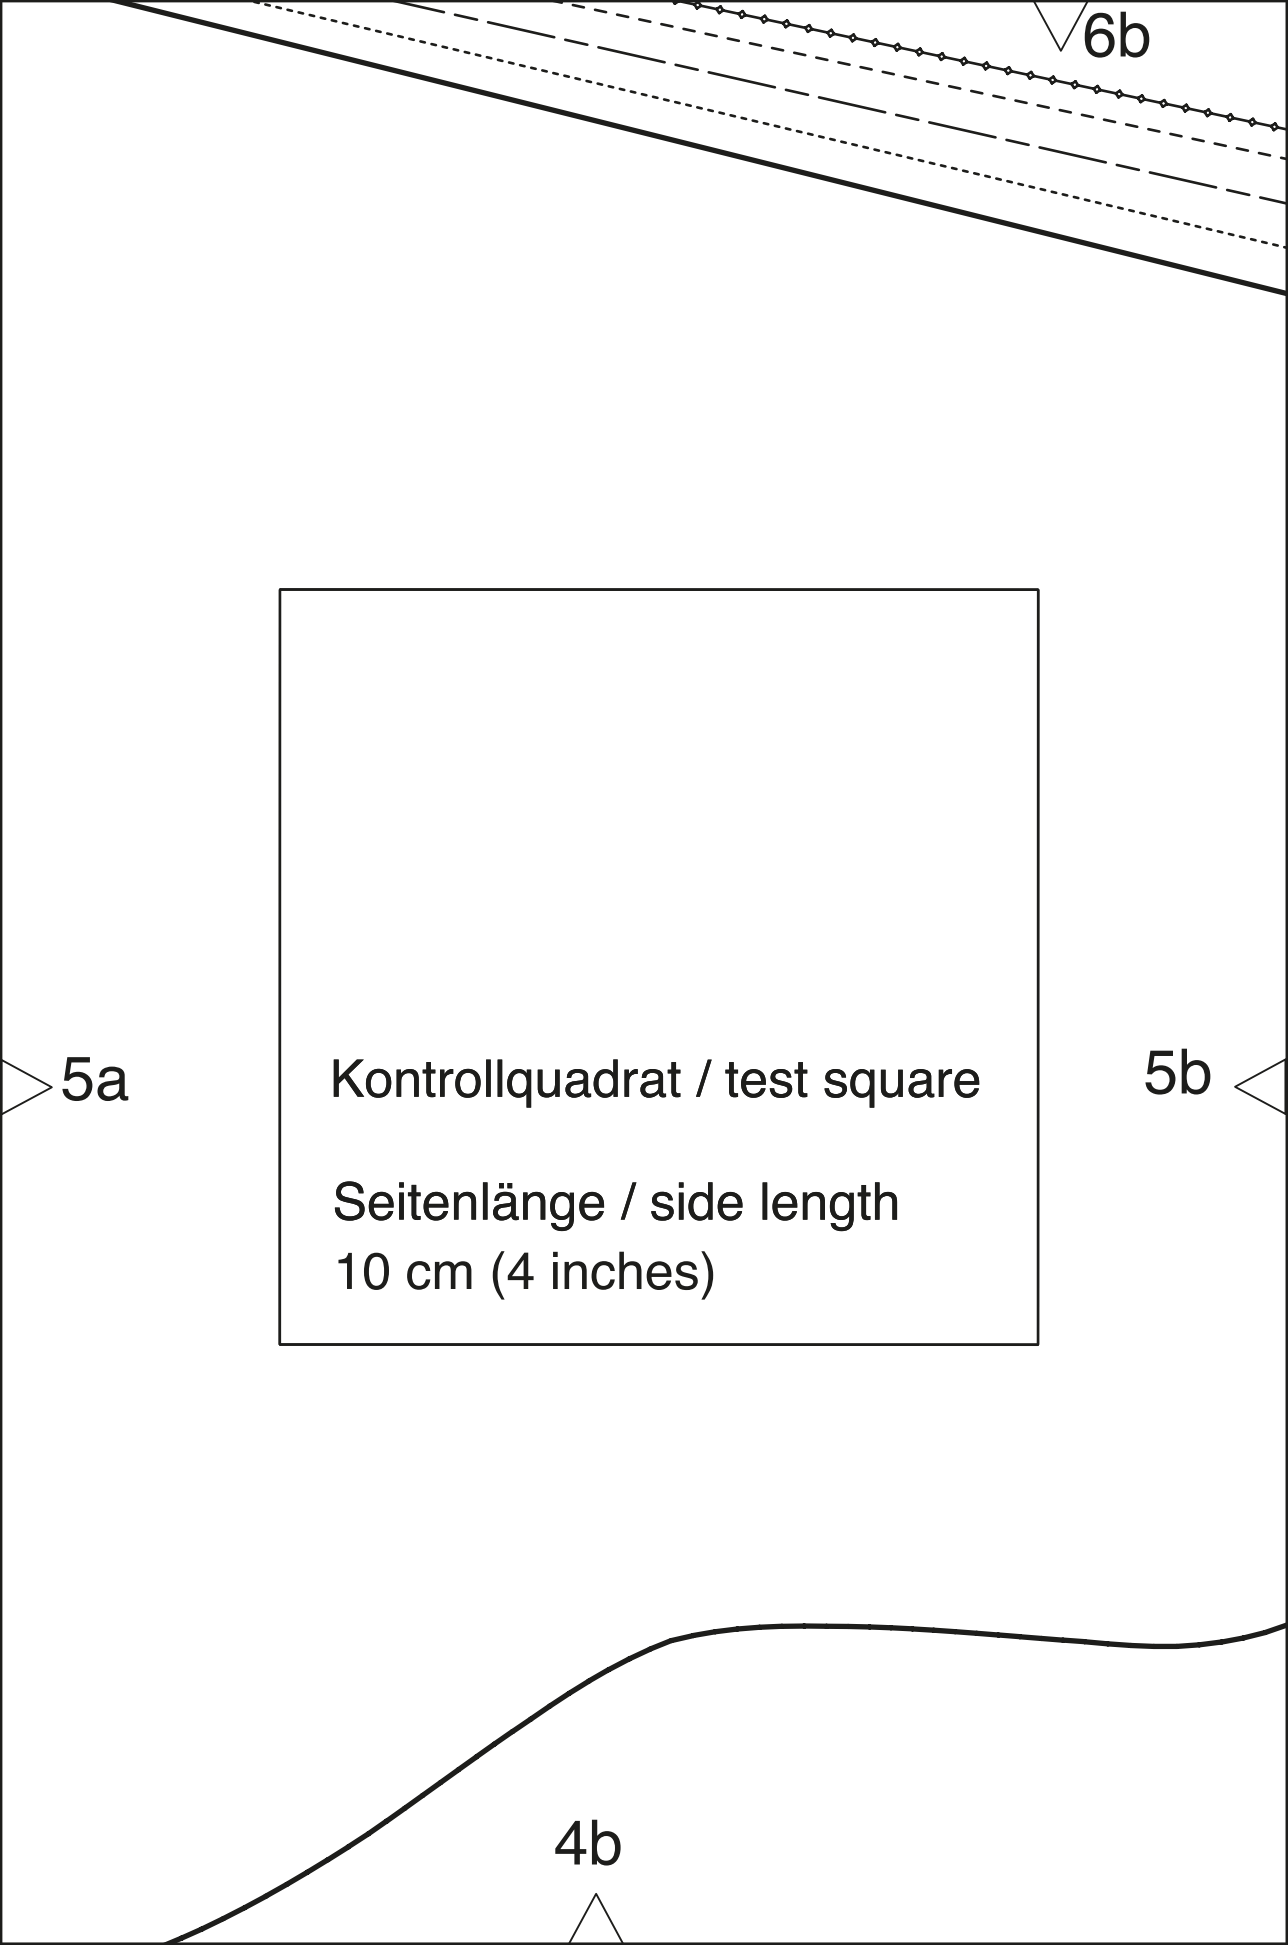 6b
5a
5b
Kontrollquadrat / test square
Seitenlänge / side length
10 cm (4 inches)
4b